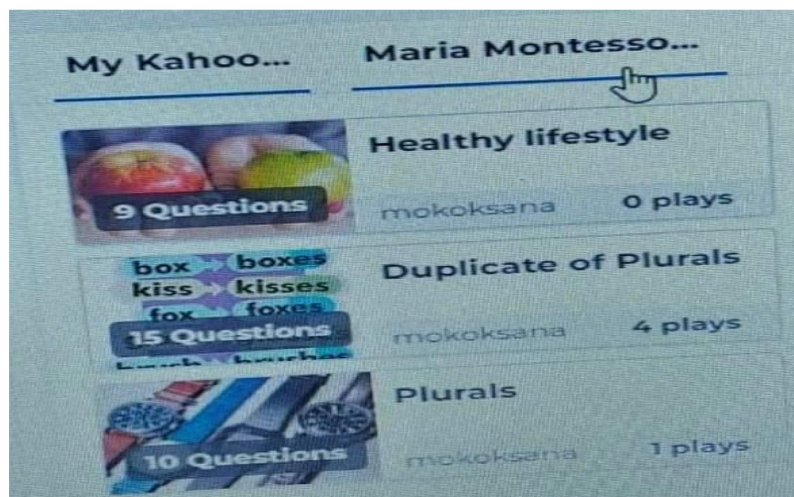 My Kahoo... Maria Montesso...
Healthy lifestyle
9 Questions
mokoksana 0 plays
box boxes
kiss kisses
fox foxes
Duplicate of Plurals
15 Questions
mokoksana 4 plays
brushes
Plurals
10 Questions
mokoksana 1 plays